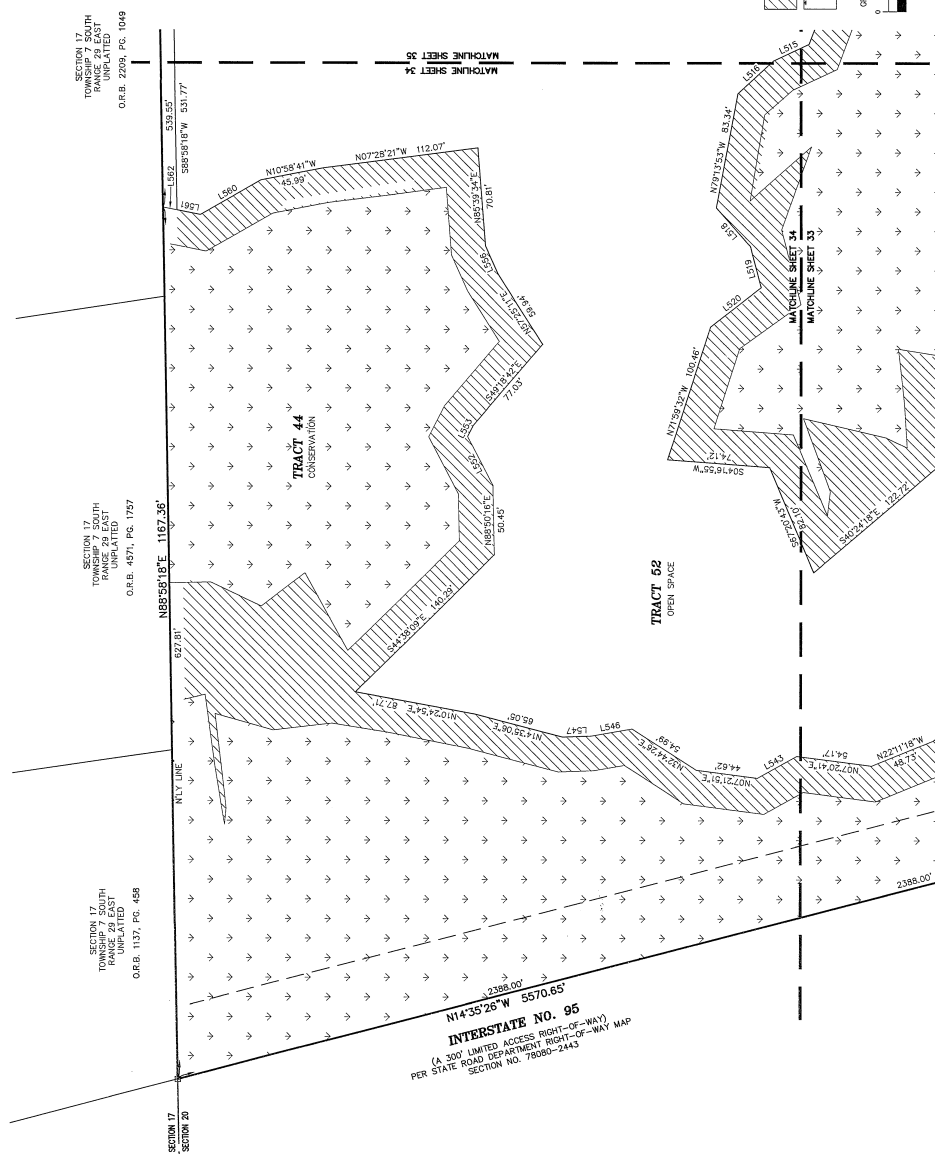 SECTION 17
TOWNSHIP 7 SOUTH
RANGE 29 EAST
UNPLATTED
O.R.B. 2209, PG. 1049
MATCHLINE SHEET 35
MATCHLINE SHEET 34
539.55'
L562
S88°58'18"W 531.77'
L561
L560
N10°58'41"W
45.99'
N07°28'21"W 112.07'
N85°39'34"E
70.81'
L556
N57°25'11"E
59.94'
S49°18'42"E
77.03'
L553
L552
N88°50'16"E
50.45'
S44°38'09"E 140.29'
TRACT 44
CONSERVATION
SECTION 17
TOWNSHIP 7 SOUTH
RANGE 29 EAST
UNPLATTED
O.R.B. 4571, PG. 1757
N88°58'18"E 1167.36'
627.81'
N'LY LINE
L515
L516
N79°13'53"W 83.34'
L518
L519
L520
MATCHLINE SHEET 34
MATCHLINE SHEET 33
N71°59'32"W 100.46'
S04°16'55"W
74.12'
S67°20'43"W
82.10'
S40°24'18"E 122.72'
TRACT 52
OPEN SPACE
N10°24'54"E 87.71'
N14°35'06"E
65.05'
L547
L546
N32°44'26"E
54.99'
N07°21'51"E
44.62'
L543
N07°20'41"E
54.17'
N22°11'18"W
48.73'
SECTION 17
TOWNSHIP 7 SOUTH
RANGE 29 EAST
UNPLATTED
O.R.B. 1137, PG. 458
2388.00'
2388.00'
N14°35'26"W 5570.65'
INTERSTATE NO. 95
(A 300' LIMITED ACCESS RIGHT-OF-WAY)
PER STATE ROAD DEPARTMENT RIGHT-OF-WAY MAP
SECTION NO. 78080-2443
SECTION 17
SECTION 20
0